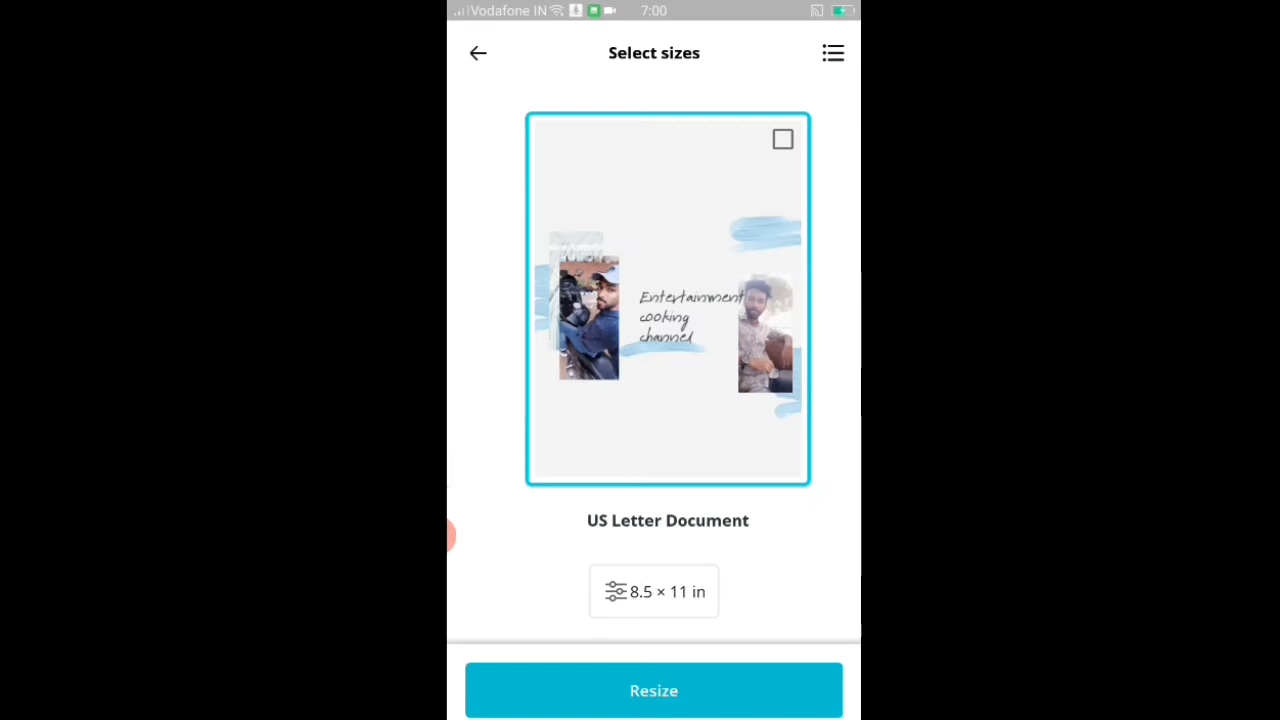 Vodafone IN 7:00
Select sizes
Entertainment
cooking
channel
US Letter Document
8.5 × 11 in
Resize